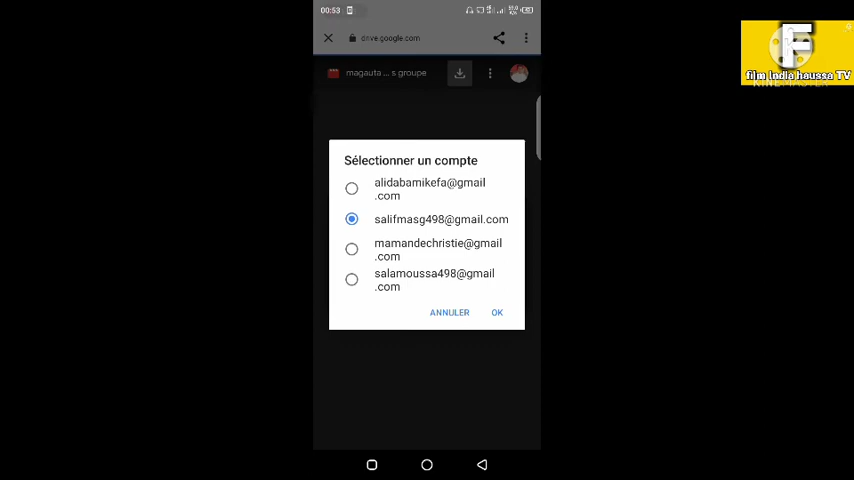 00:53
drive.google.com
magauta ... s groupe
F
film india haussa TV
KINEMASTER
Sélectionner un compte
alidabamikefa@gmail
.com
salifmasg498@gmail.com
mamandechristie@gmail
.com
salamoussa498@gmail
.com
ANNULER OK